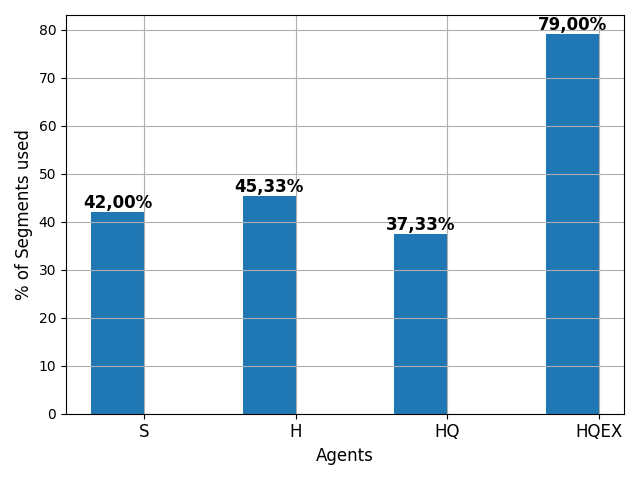 80
70
60
50
40
30
20
10
0
% of Segments used
42,00%
45,33%
37,33%
79,00%
S
H
HQ
HQEX
Agents